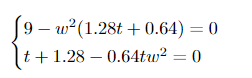 9 − w²(1.28t + 0.64) = 0
t + 1.28 − 0.64tw² = 0